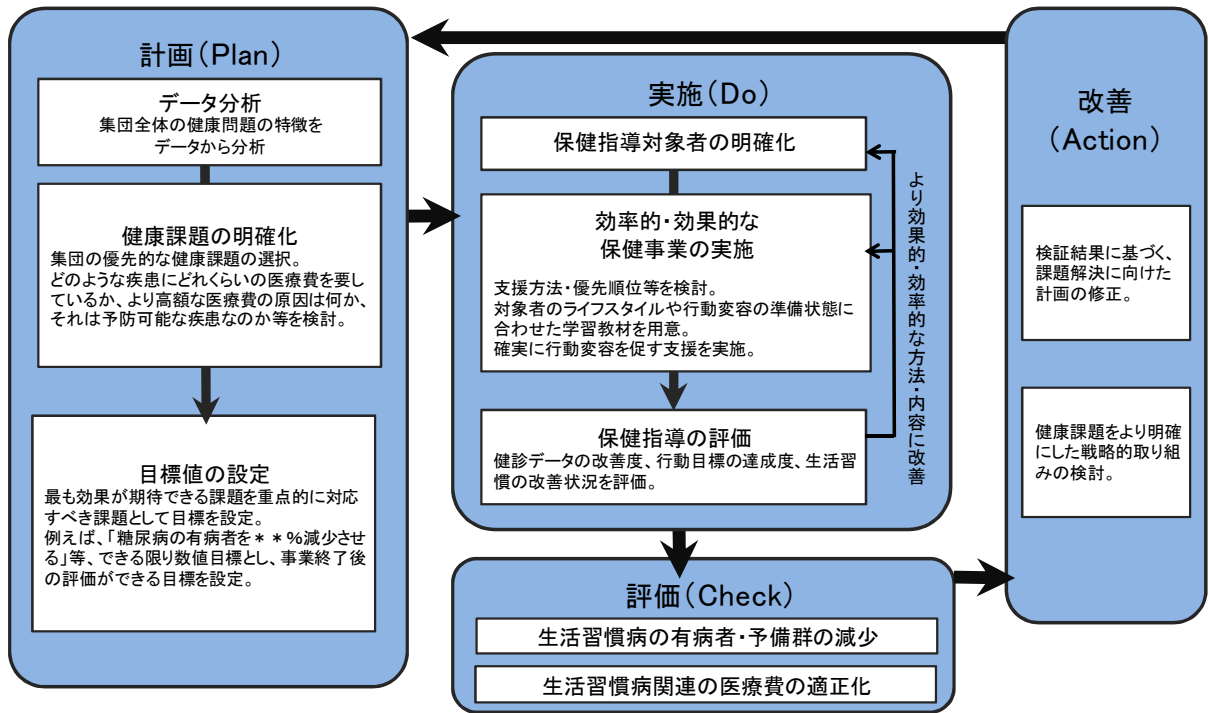 計画(Plan)
データ分析
集団全体の健康問題の特徴を
データから分析
健康課題の明確化
集団の優先的な健康課題の選択。
どのような疾患にどれくらいの医療費を要し
ているか、より高額な医療費の原因は何か、
それは予防可能な疾患なのか等を検討。
目標値の設定
最も効果が期待できる課題を重点的に対応
すべき課題として目標を設定。
例えば、「糖尿病の有病者を＊＊%減少させ
る」等、できる限り数値目標とし、事業終了後
の評価ができる目標を設定。
実施(Do)
保健指導対象者の明確化
効率的・効果的な
保健事業の実施
支援方法・優先順位等を検討。
対象者のライフスタイルや行動変容の準備状態に
合わせた学習教材を用意。
確実に行動変容を促す支援を実施。
保健指導の評価
健診データの改善度、行動目標の達成度、生活習
慣の改善状況を評価。
より効果的・効率的な方法・内容に改善
評価(Check)
生活習慣病の有病者・予備群の減少
生活習慣病関連の医療費の適正化
改善
(Action)
検証結果に基づく、
課題解決に向けた
計画の修正。
健康課題をより明確
にした戦略的取り組
みの検討。